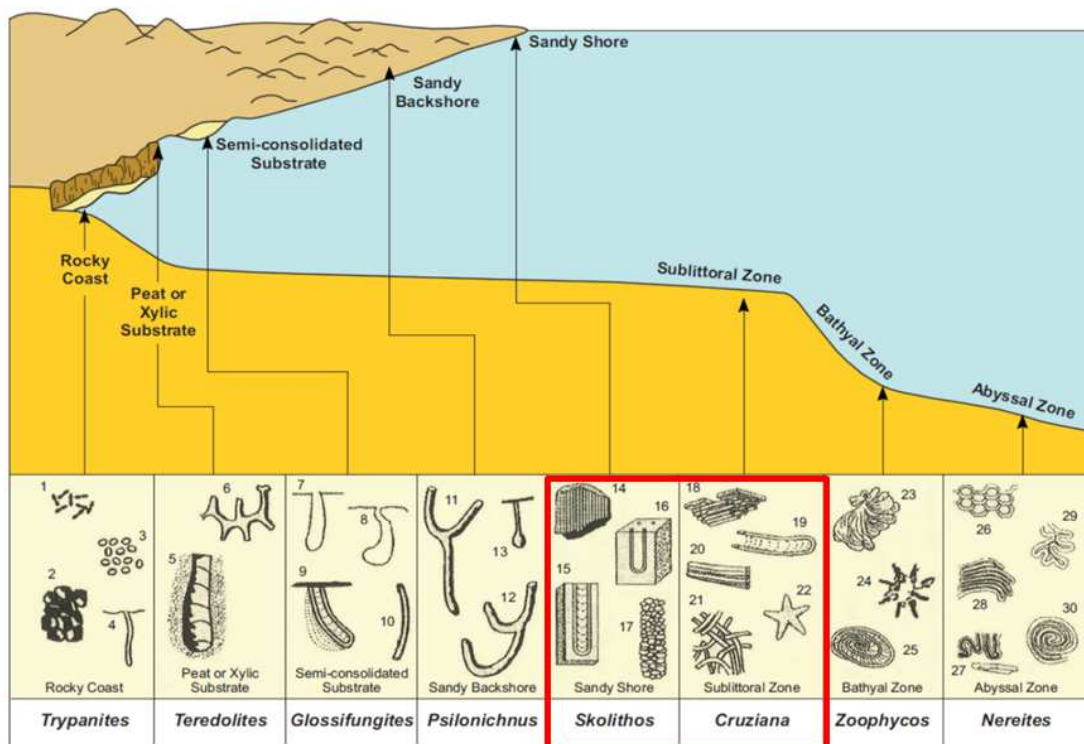 Sandy Shore
Sandy
Backshore
Semi-consolidated
Substrate
Rocky
Coast
Peat or
Xylic
Substrate
Sublittoral Zone
Bathyal Zone
Abyssal Zone
1
2
3
4
Rocky Coast
5
6
Peat or Xylic
Substrate
7
8
9
10
Semi-consolidated
Substrate
11
12
13
Sandy Backshore
14
15
16
17
Sandy Shore
18
19
20
21
22
Sublittoral Zone
23
24
25
Bathyal Zone
26
27
28
29
30
Abyssal Zone
Trypanites
Teredolites
Glossifungites
Psilonichnus
Skolithos
Cruziana
Zoophycos
Nereites